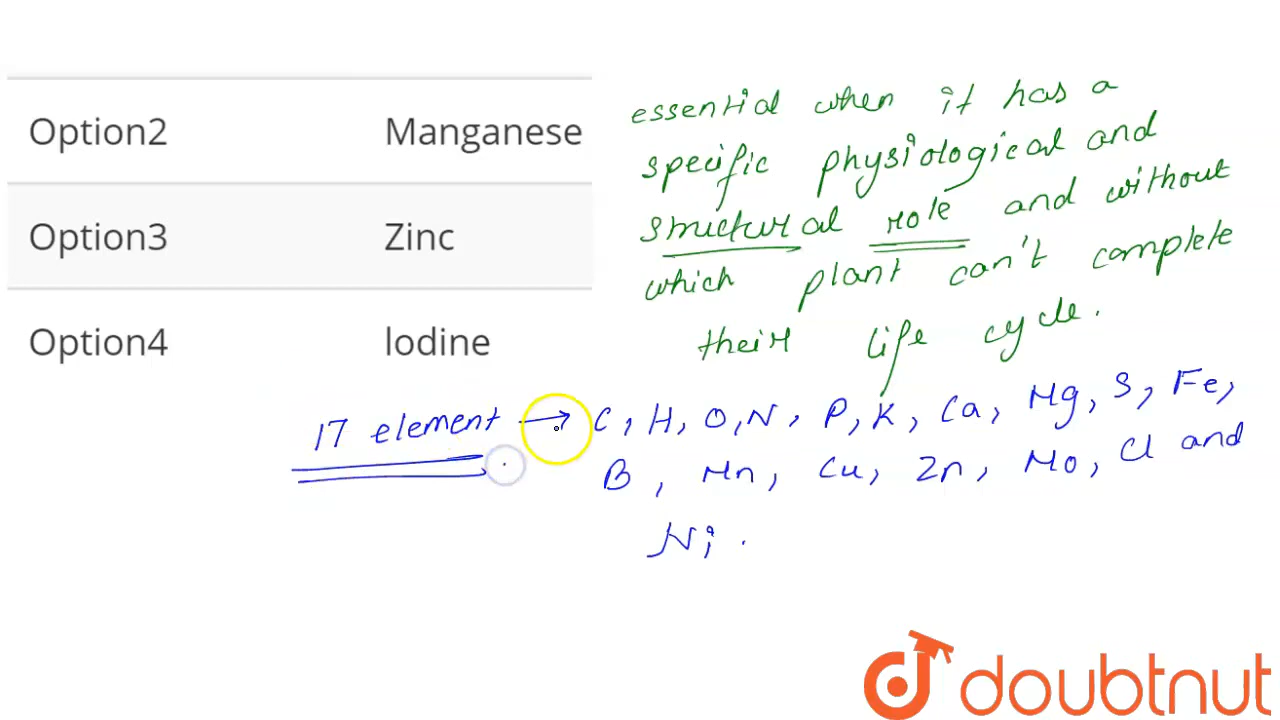 Option2 Manganese
Option3 Zinc
Option4 Iodine
essential when it has a
specific physiological and
structural role and without
which plant can't complete
their life cycle.
17 element → C, H, O, N, P, K, Ca, Mg, S, Fe,
B, Mn, Cu, Zn, Mo, Cl and
Ni.
doubtnut